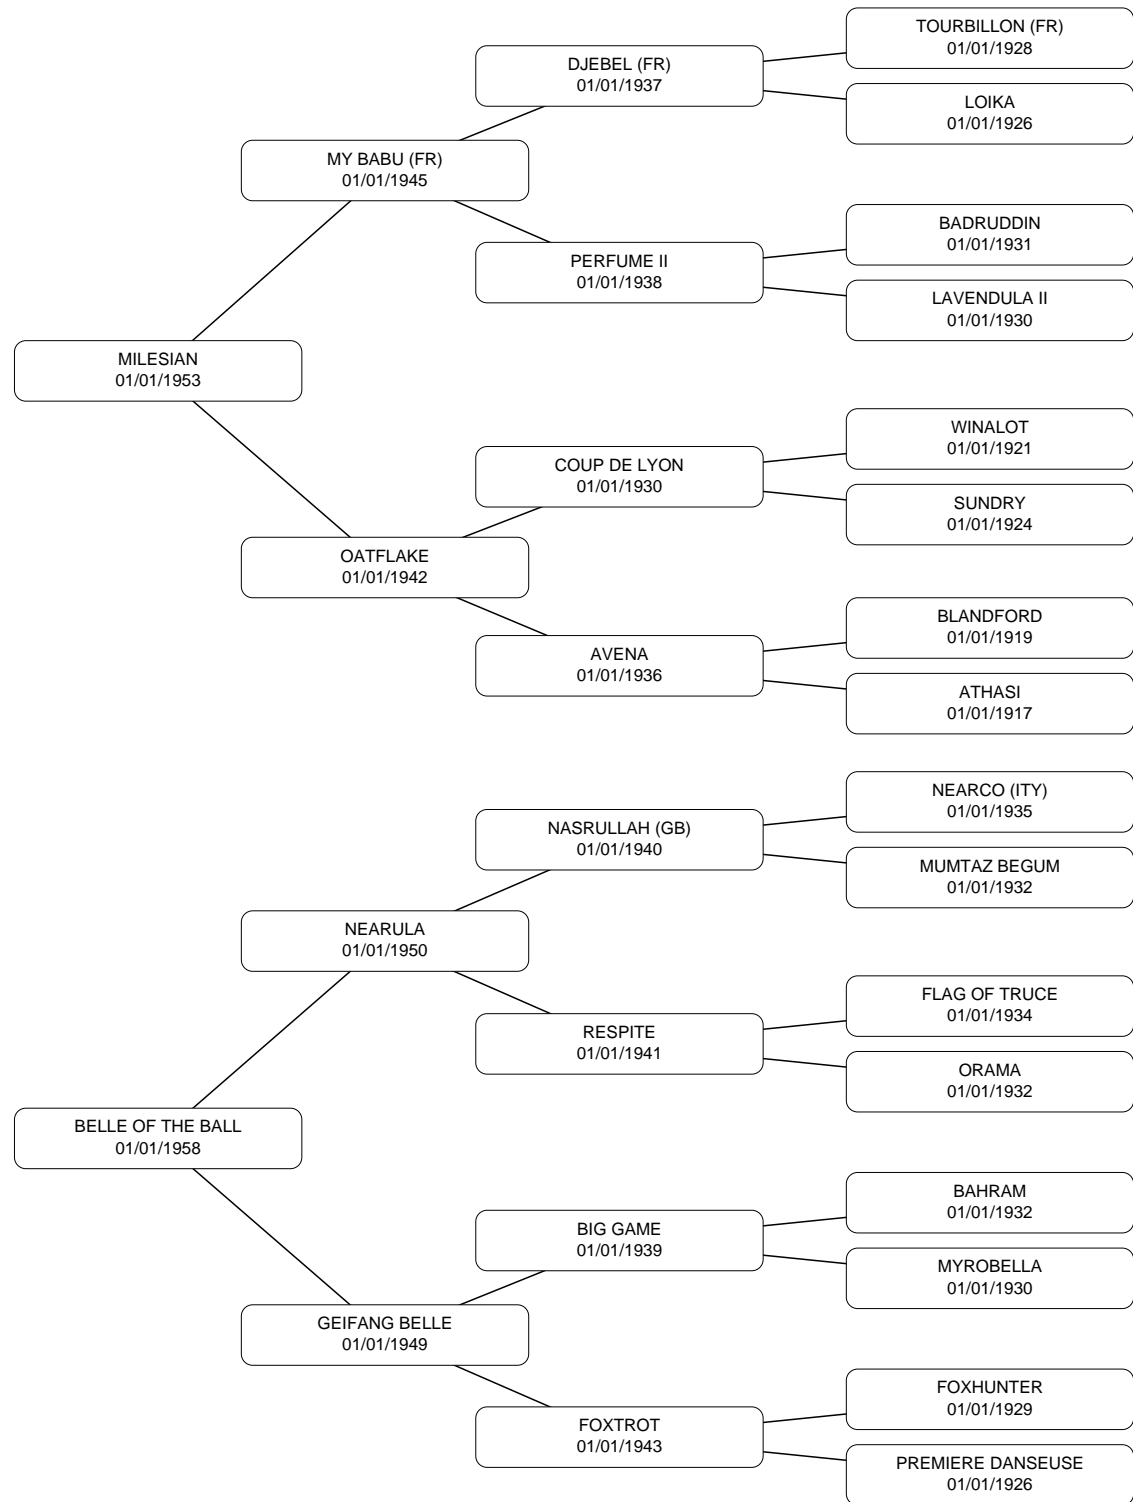 TOURBILLON (FR)
01/01/1928
DJEBEL (FR)
01/01/1937
LOIKA
01/01/1926
MY BABU (FR)
01/01/1945
BADRUDDIN
01/01/1931
PERFUME II
01/01/1938
LAVENDULA II
01/01/1930
MILESIAN
01/01/1953
WINALOT
01/01/1921
COUP DE LYON
01/01/1930
SUNDRY
01/01/1924
OATFLAKE
01/01/1942
BLANDFORD
01/01/1919
AVENA
01/01/1936
ATHASI
01/01/1917
NEARCO (ITY)
01/01/1935
NASRULLAH (GB)
01/01/1940
MUMTAZ BEGUM
01/01/1932
NEARULA
01/01/1950
FLAG OF TRUCE
01/01/1934
RESPITE
01/01/1941
ORAMA
01/01/1932
BELLE OF THE BALL
01/01/1958
BAHRAM
01/01/1932
BIG GAME
01/01/1939
MYROBELLA
01/01/1930
GEIFANG BELLE
01/01/1949
FOXHUNTER
01/01/1929
FOXTROT
01/01/1943
PREMIERE DANSEUSE
01/01/1926